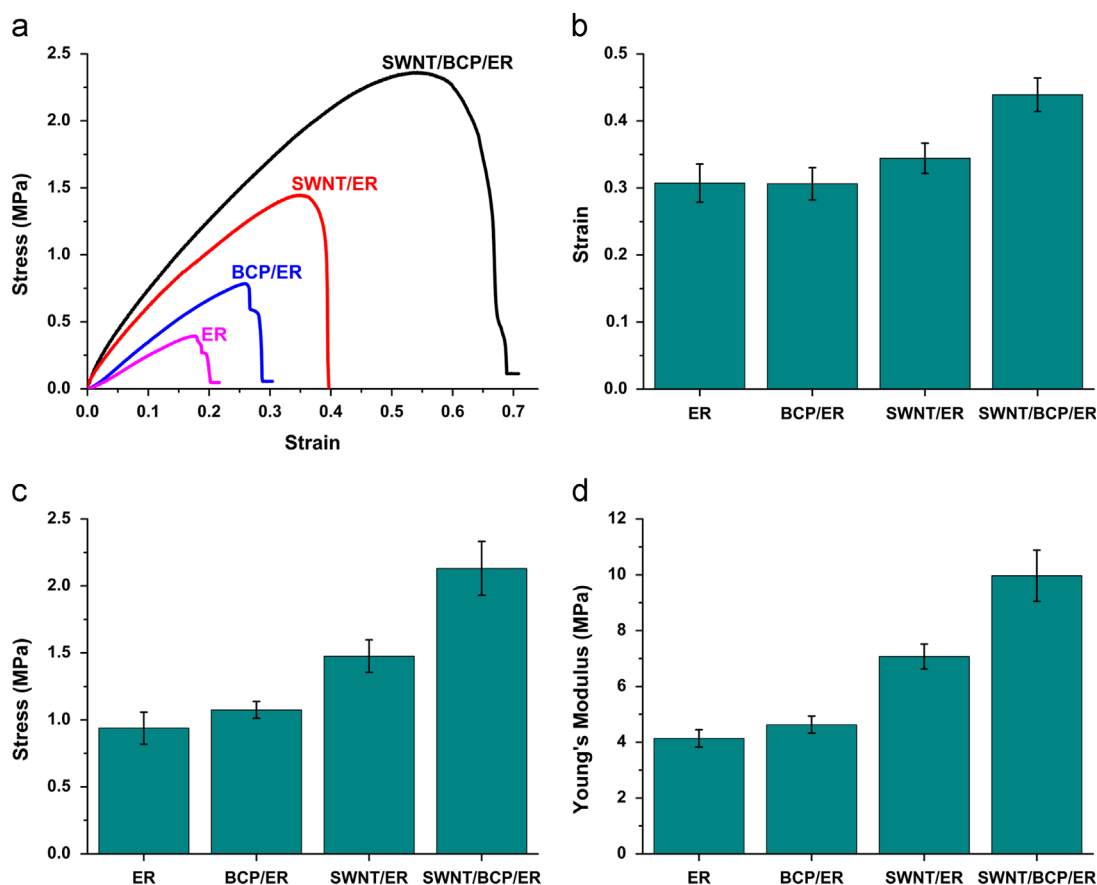 a
2.5
2.0
1.5
1.0
0.5
0.0
Stress (MPa)
SWNT/BCP/ER
SWNT/ER
BCP/ER
ER
0.0 0.1 0.2 0.3 0.4 0.5 0.6 0.7
Strain
b
0.5
0.4
0.3
0.2
0.1
0.0
Strain
ER BCP/ER SWNT/ER SWNT/BCP/ER
c
2.5
2.0
1.5
1.0
0.5
0.0
Stress (MPa)
ER BCP/ER SWNT/ER SWNT/BCP/ER
d
12
10
8
6
4
2
0
Young's Modulus (MPa)
ER BCP/ER SWNT/ER SWNT/BCP/ER